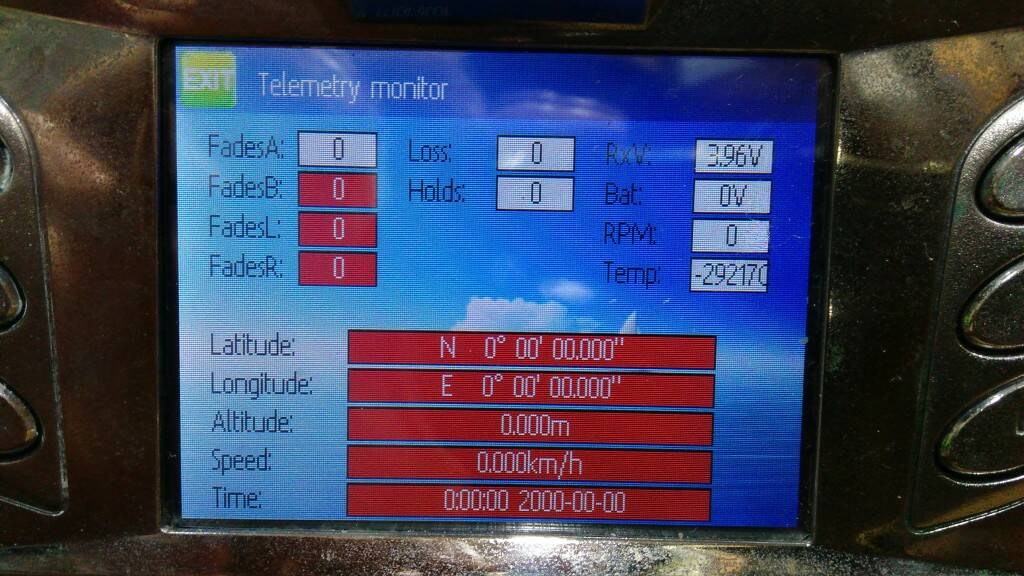 EXIT Telemetry monitor
FadesA: 0 Loss: 0 RxV: 3.96V
FadesB: 0 Holds: 0 Bat: 0V
FadesL: 0 RPM: 0
FadesR: 0 Temp: -29217C
Latitude: N 0° 00' 00.000"
Longitude: E 0° 00' 00.000"
Altitude: 0.000m
Speed: 0.000km/h
Time: 0:00:00 2000-00-00